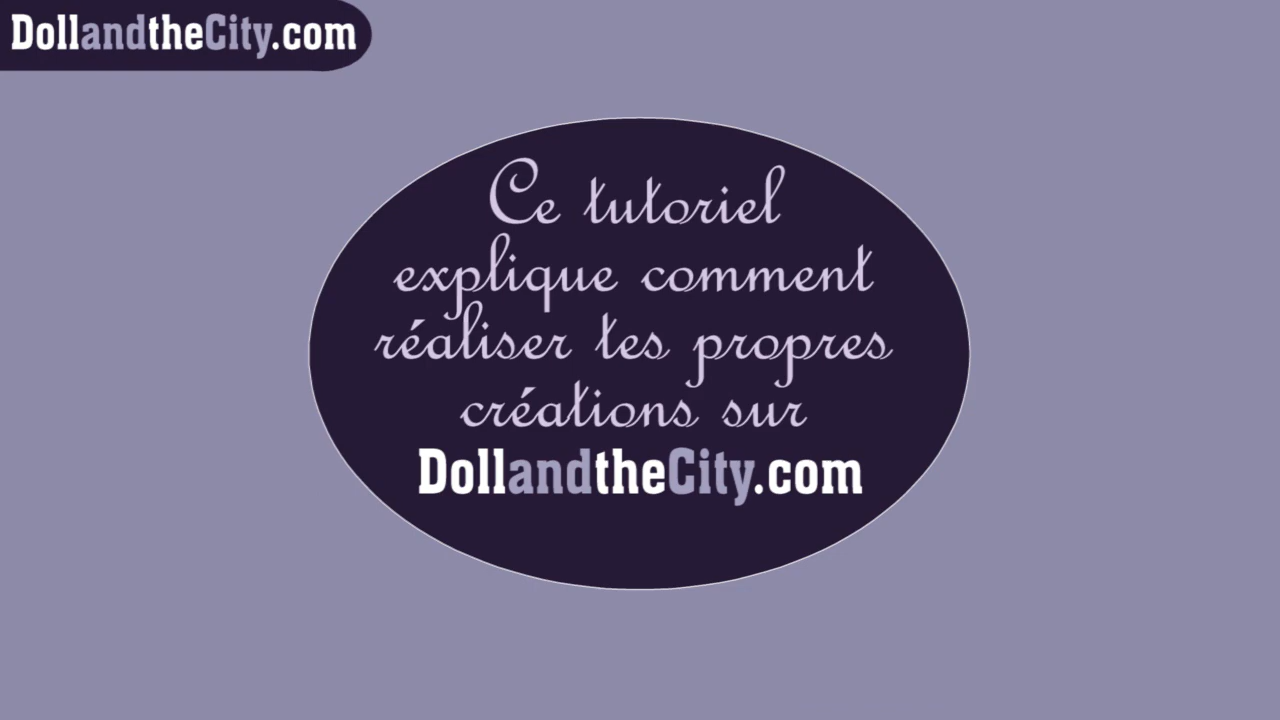 DollandtheCity.com
Ce tutoriel
explique comment
réaliser tes propres
créations sur
DollandtheCity.com